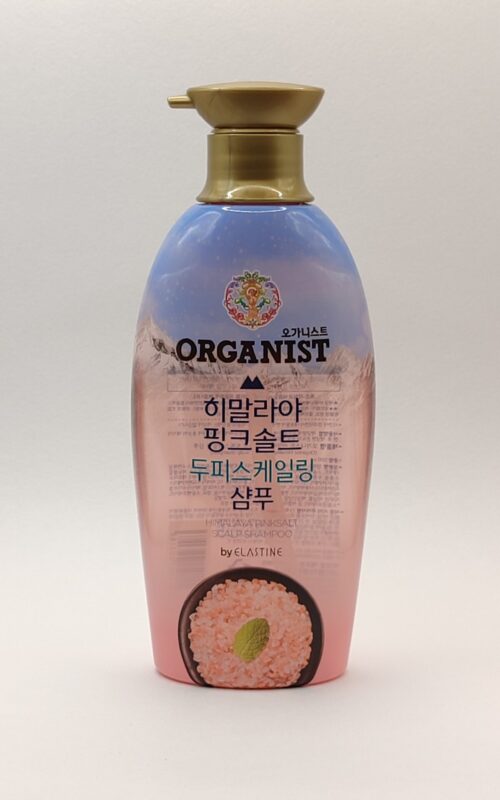 오가니스트
ORGANIST
히말라야
핑크솔트
두피스케일링
샴푸
HIMALAYA PINKSALT
SCALP SHAMPOO
by ELASTINE